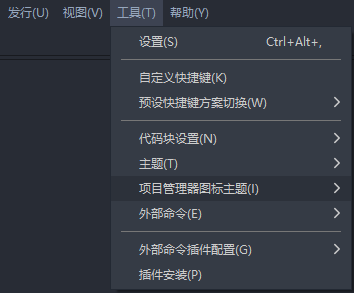 发行(U) 视图(V) 工具(T) 帮助(Y)
设置(S) Ctrl+Alt+,
自定义快捷键(K)
预设快捷键方案切换(W)
代码块设置(N)
主题(T)
项目管理器图标主题(I)
外部命令(E)
外部命令插件配置(G)
插件安装(P)